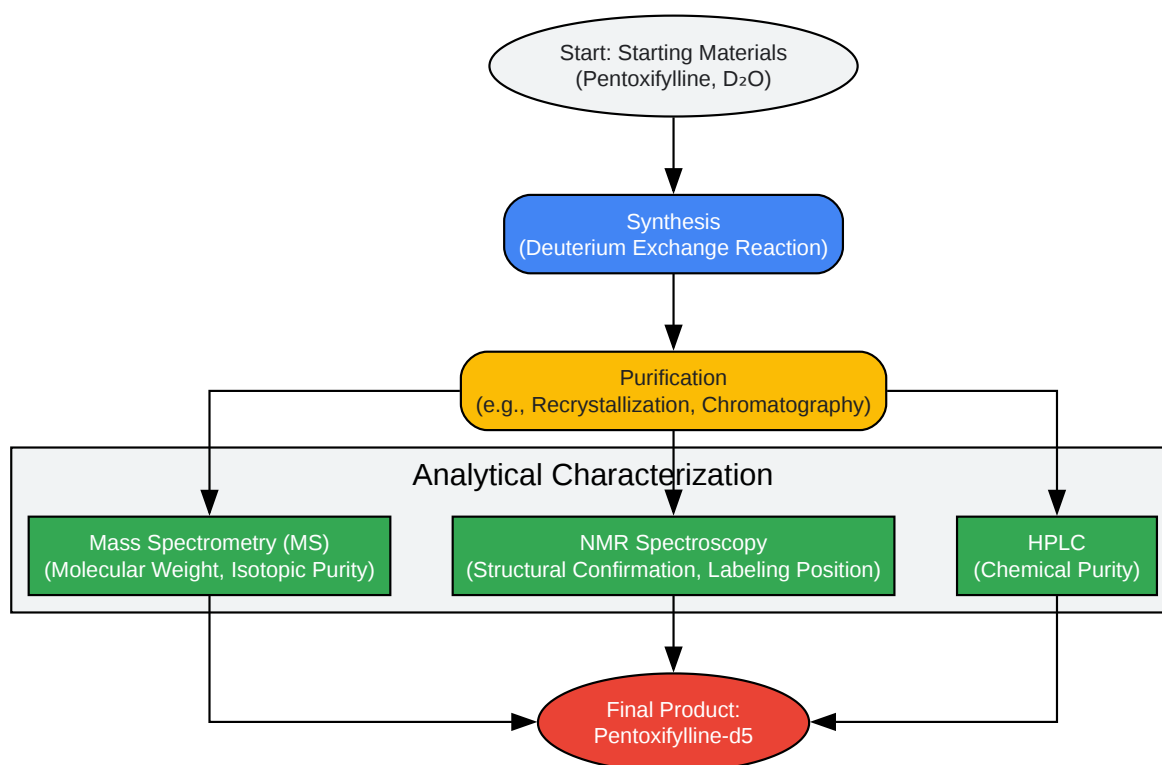 Start: Starting Materials
(Pentoxifylline, D₂O)
Synthesis
(Deuterium Exchange Reaction)
Purification
(e.g., Recrystallization, Chromatography)
Analytical Characterization
Mass Spectrometry (MS)
(Molecular Weight, Isotopic Purity)
NMR Spectroscopy
(Structural Confirmation, Labeling Position)
HPLC
(Chemical Purity)
Final Product:
Pentoxifylline-d5